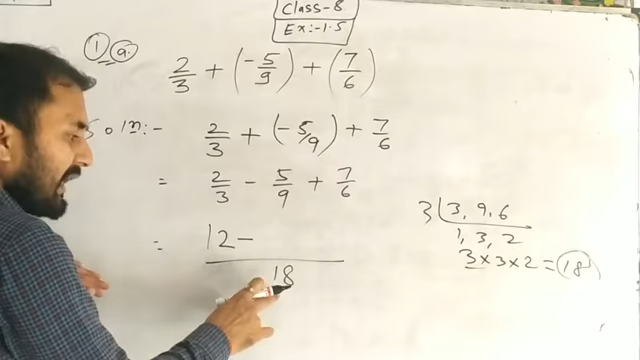 Class-8
Ex:-1.5
① ⓐ 2/3 + (-5/9) + (7/6)
Soln:- 2/3 + (-5/9) + 7/6
= 2/3 - 5/9 + 7/6
3 | 3, 9, 6
1, 3, 2
3×3×2=18
= 12-
18